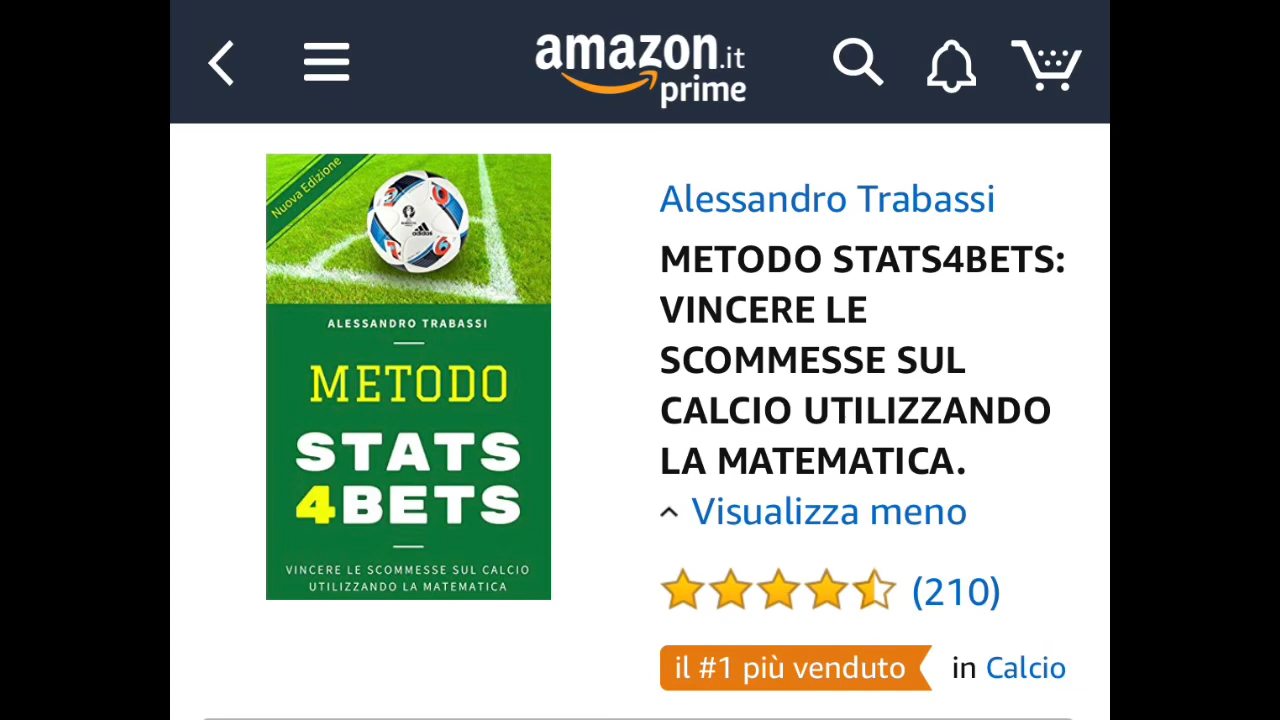 amazon.it
prime
Nuova Edizione
adidas
ALESSANDRO TRABASSI
METODO
STATS
4BETS
VINCERE LE SCOMMESSE SUL CALCIO
UTILIZZANDO LA MATEMATICA
Alessandro Trabassi
METODO STATS4BETS:
VINCERE LE
SCOMMESSE SUL
CALCIO UTILIZZANDO
LA MATEMATICA.
Visualizza meno
(210)
il #1 più venduto in Calcio